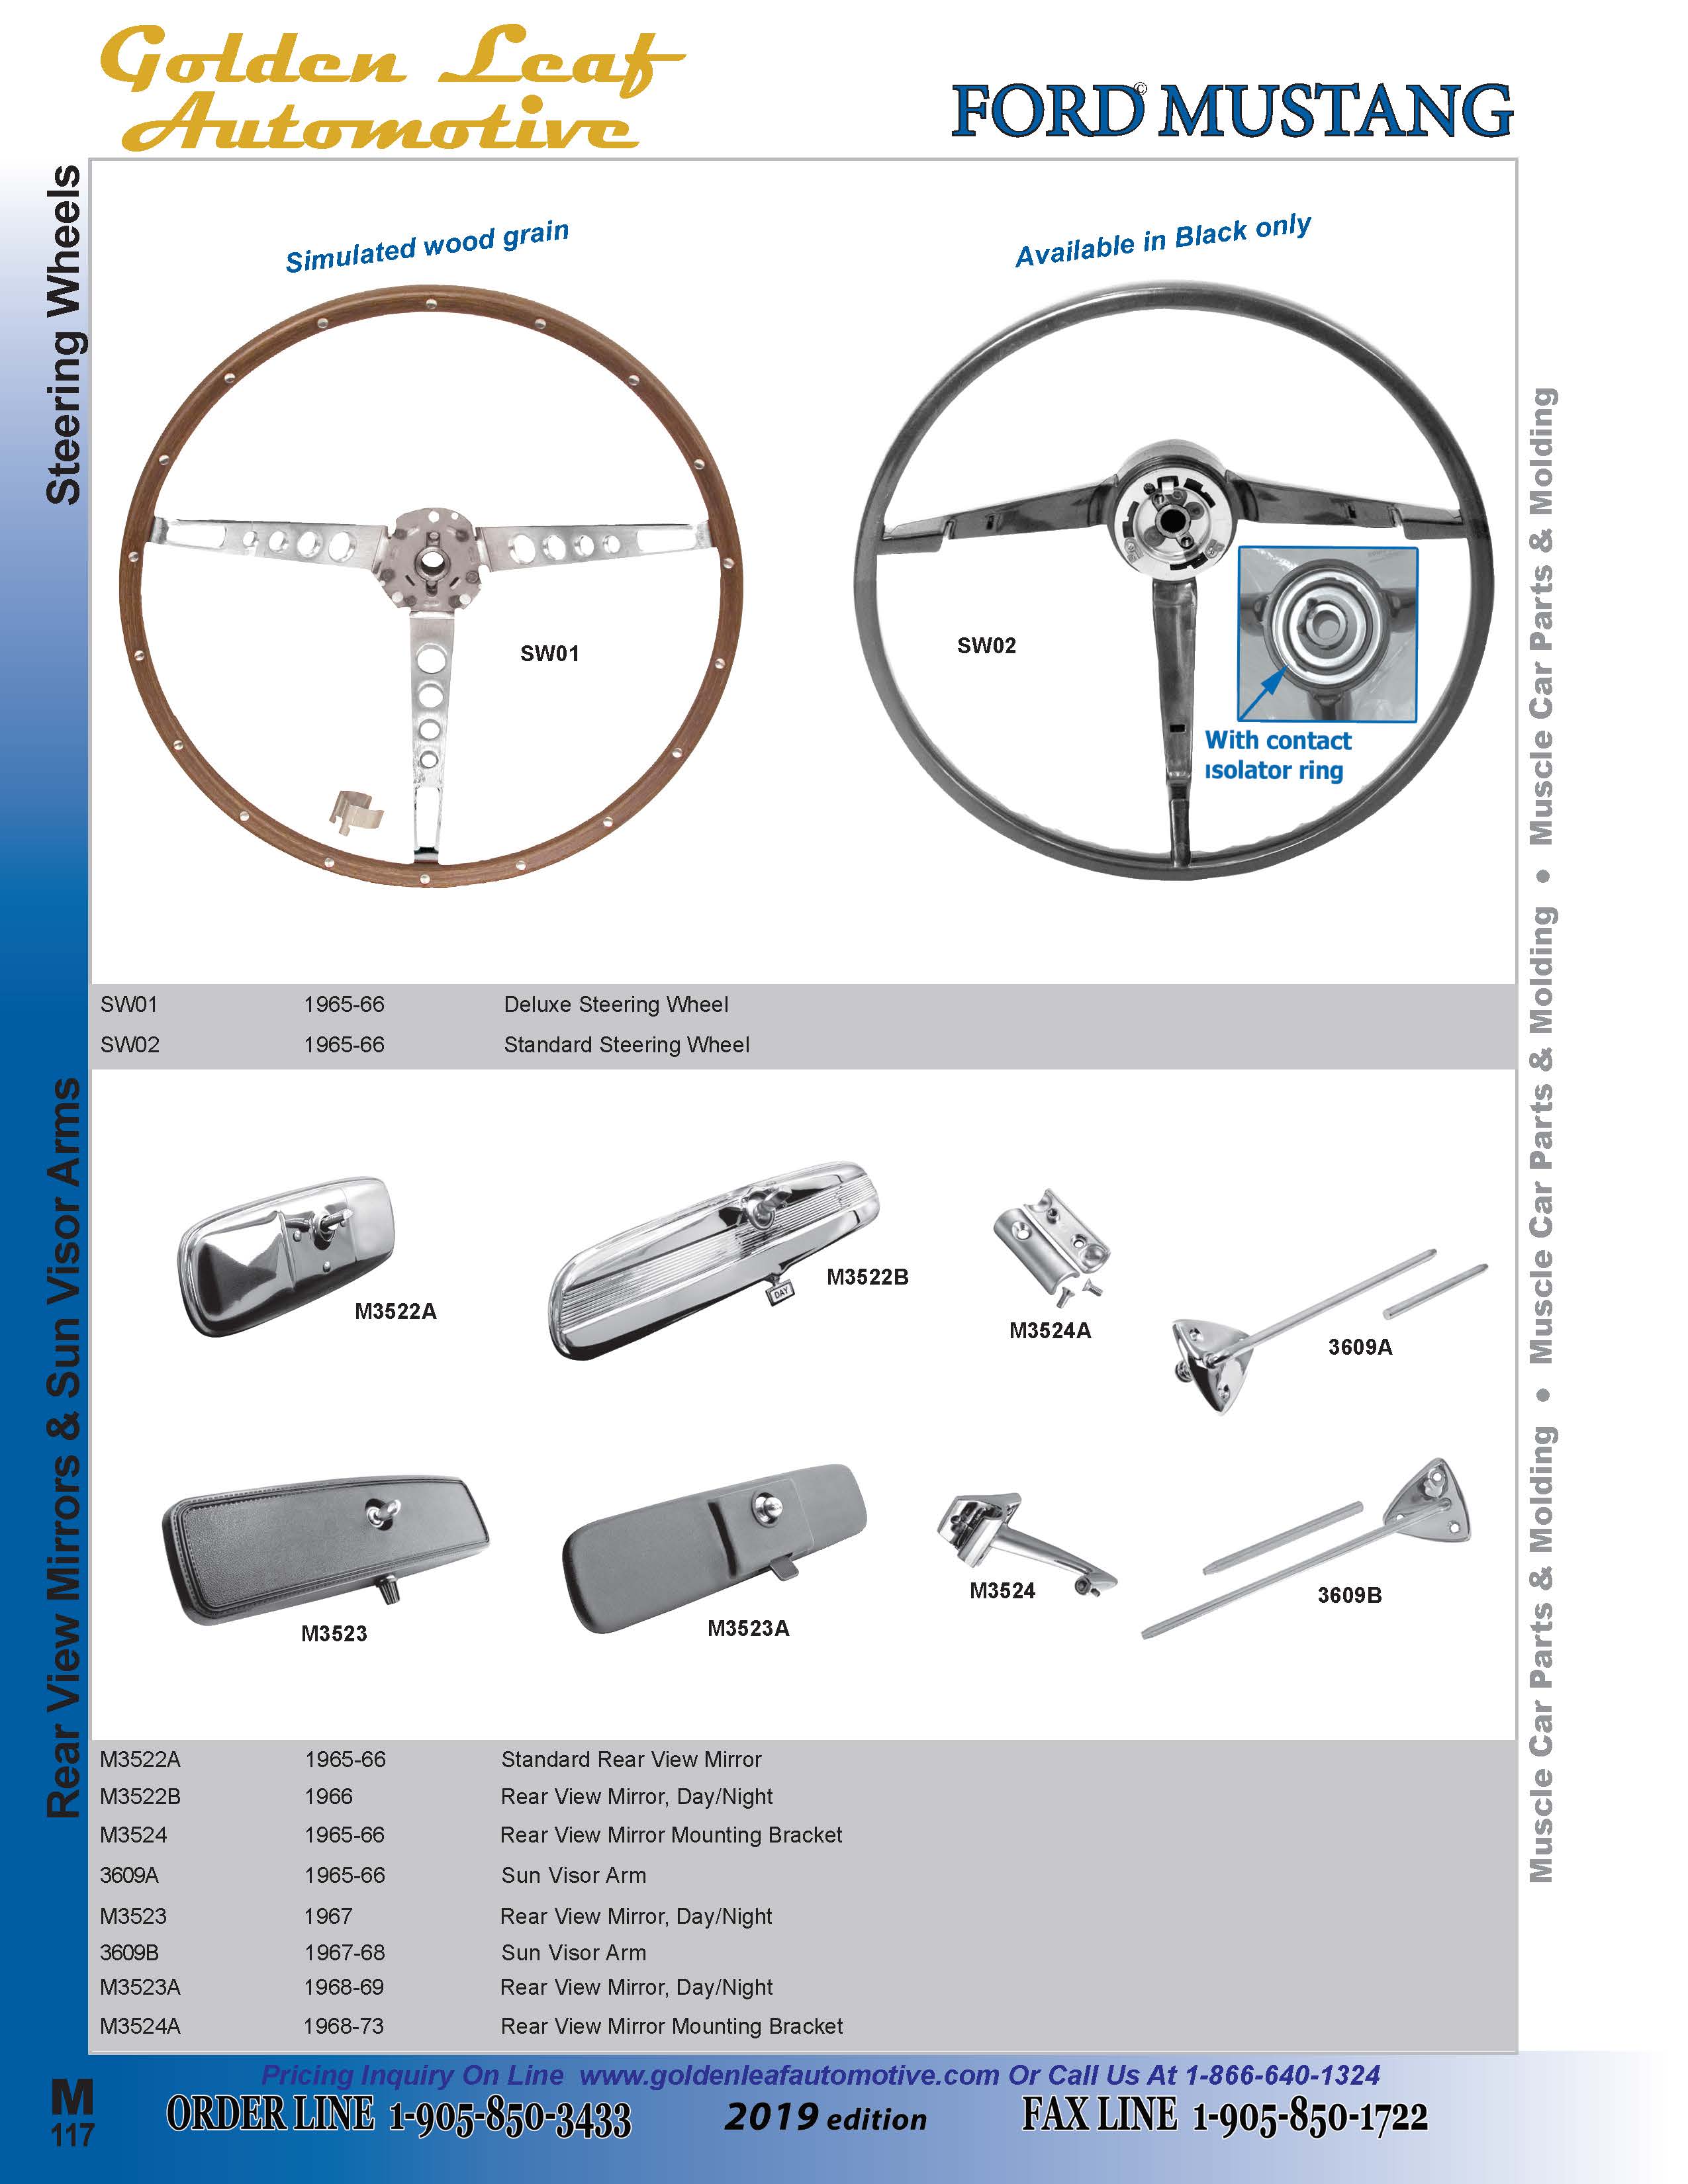 Golden Leaf
Automotive
FORD© MUSTANG
Steering Wheels
Simulated wood grain
Available in Black only
SW01
SW02
With contact
ısolator ring
SW01 1965-66 Deluxe Steering Wheel
SW02 1965-66 Standard Steering Wheel
Rear View Mirrors & Sun Visor Arms
M3522A
M3522B
DAY
M3524A
3609A
M3523
M3523A
M3524
3609B
M3522A 1965-66 Standard Rear View Mirror
M3522B 1966 Rear View Mirror, Day/Night
M3524 1965-66 Rear View Mirror Mounting Bracket
3609A 1965-66 Sun Visor Arm
M3523 1967 Rear View Mirror, Day/Night
3609B 1967-68 Sun Visor Arm
M3523A 1968-69 Rear View Mirror, Day/Night
M3524A 1968-73 Rear View Mirror Mounting Bracket
Muscle Car Parts & Molding • Muscle Car Parts & Molding • Muscle Car Parts & Molding
Pricing Inquiry On Line www.goldenleafautomotive.com Or Call Us At 1-866-640-1324
M
117
ORDER LINE 1-905-850-3433 2019 edition FAX LINE 1-905-850-1722